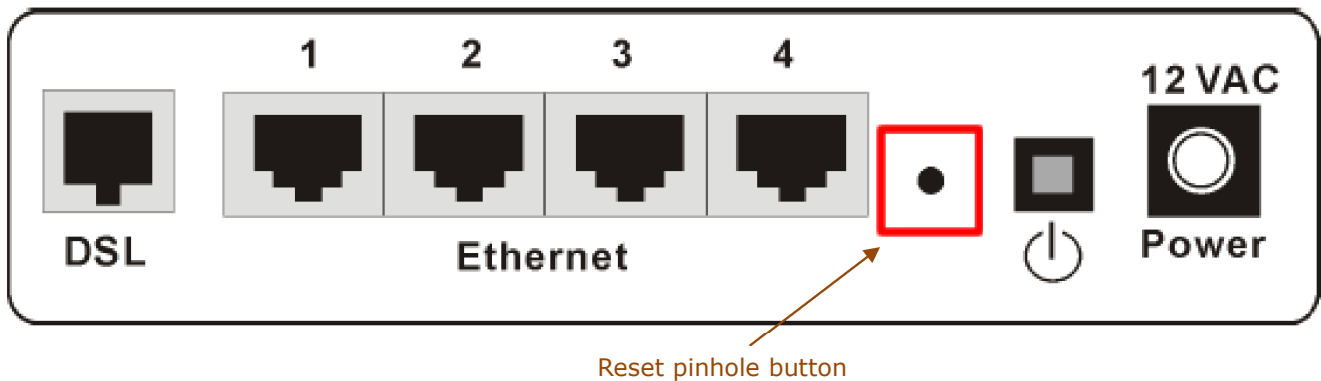 1 2 3 4
12 VAC
DSL
Ethernet
Power
Reset pinhole button